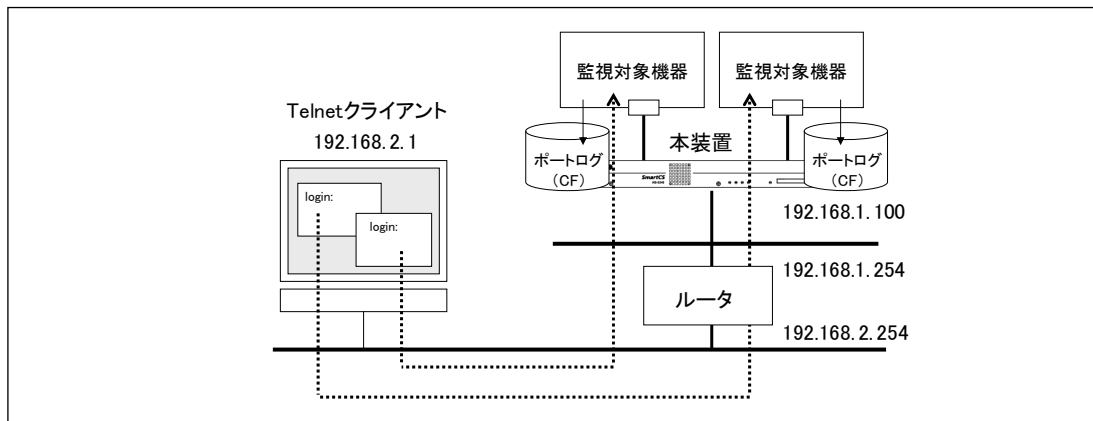 監視対象機器
監視対象機器
Telnetクライアント
192.168.2.1
本装置
ポートログ
(CF)
ポートログ
(CF)
SmartCS
login:
login:
192.168.1.100
192.168.1.254
ルータ
192.168.2.254